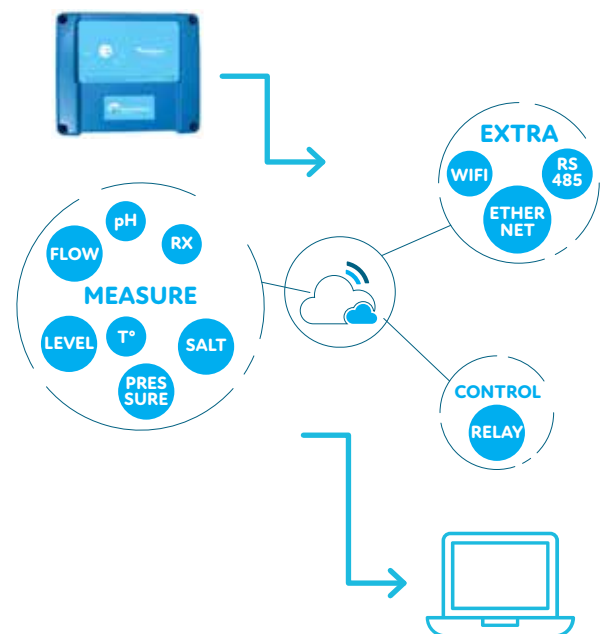 EXTRA
WIFI
RS
485
ETHER
NET
pH
RX
FLOW
MEASURE
LEVEL
T°
SALT
PRES
SURE
CONTROL
RELAY